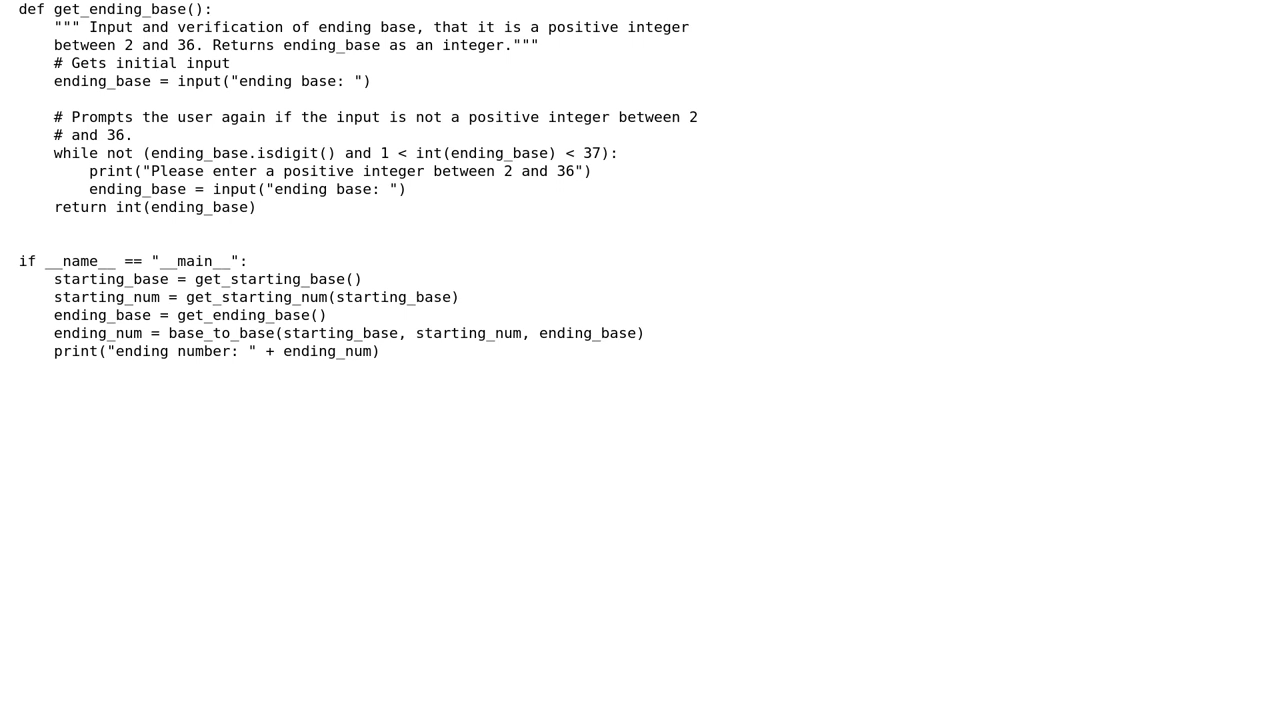 def get_ending_base():
    """ Input and verification of ending base, that it is a positive integer
    between 2 and 36. Returns ending_base as an integer."""
    # Gets initial input
    ending_base = input("ending base: ")

    # Prompts the user again if the input is not a positive integer between 2
    # and 36.
    while not (ending_base.isdigit() and 1 < int(ending_base) < 37):
        print("Please enter a positive integer between 2 and 36")
        ending_base = input("ending base: ")
    return int(ending_base)


if __name__ == "__main__":
    starting_base = get_starting_base()
    starting_num = get_starting_num(starting_base)
    ending_base = get_ending_base()
    ending_num = base_to_base(starting_base, starting_num, ending_base)
    print("ending number: " + ending_num)